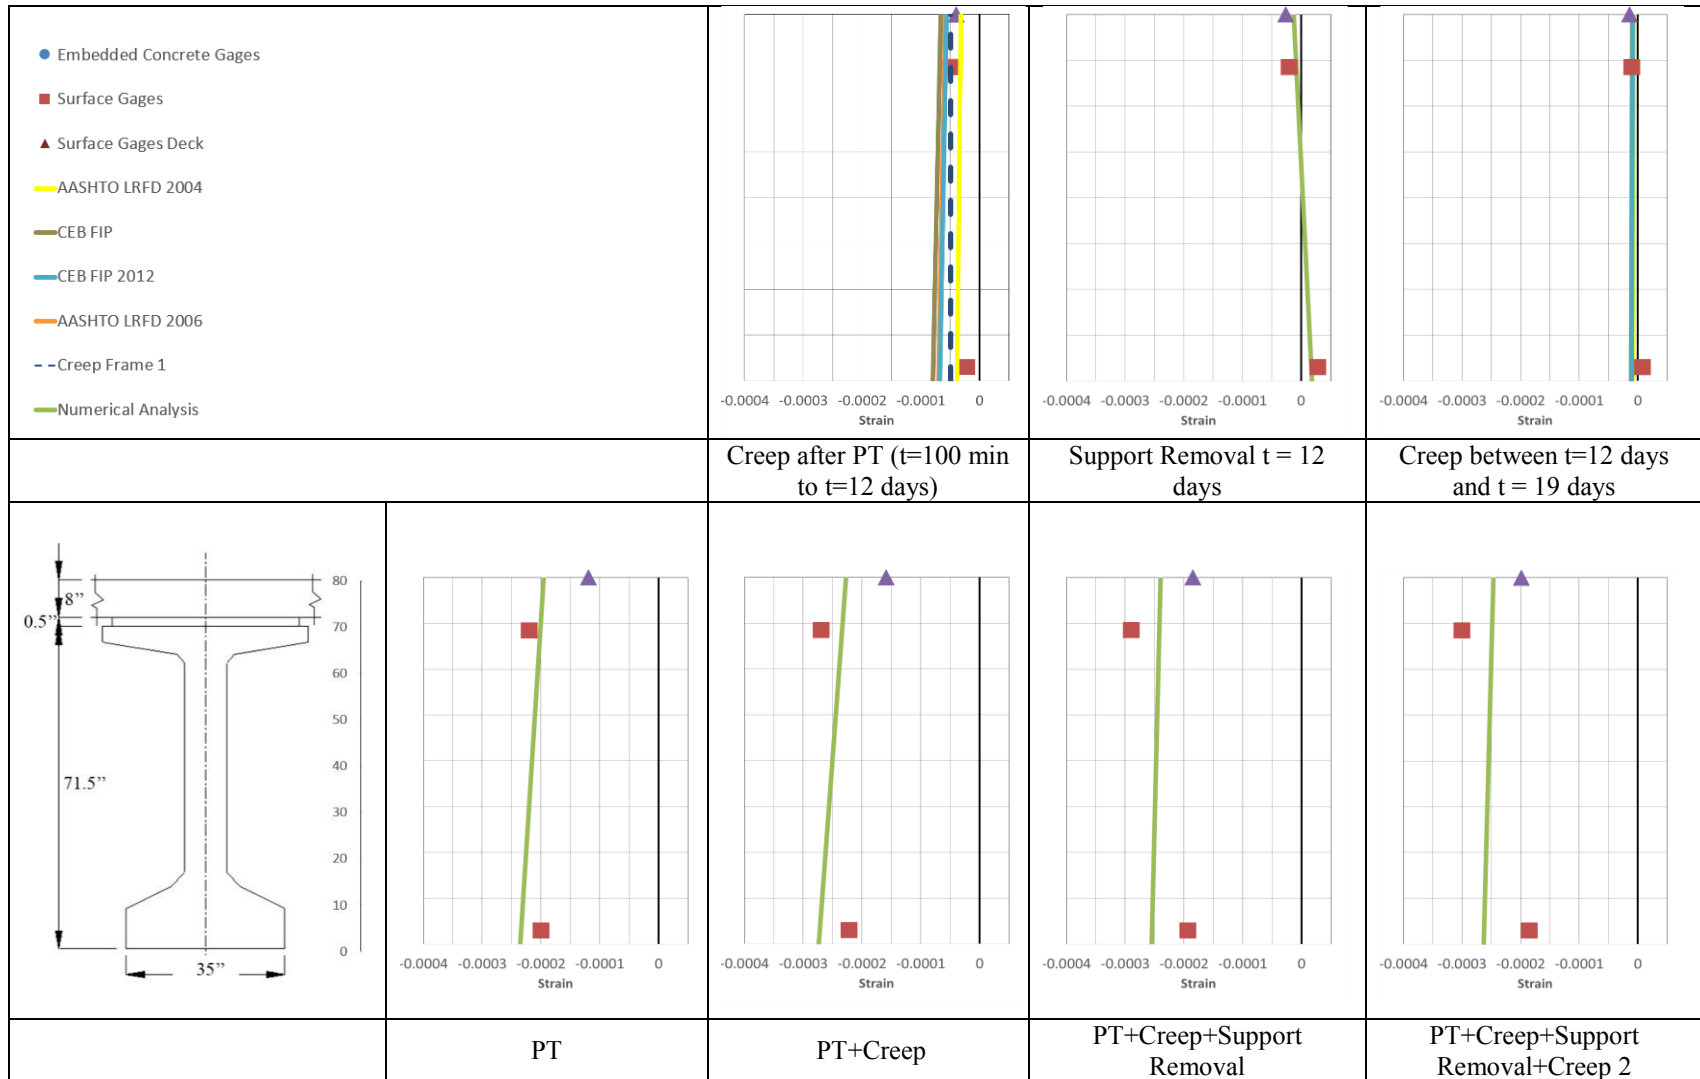 Embedded Concrete Gages
Surface Gages
Surface Gages Deck
AASHTO LRFD 2004
CEB FIP
CEB FIP 2012
AASHTO LRFD 2006
Creep Frame 1
Numerical Analysis
-0.0004 -0.0003 -0.0002 -0.0001 0
Strain
-0.0004 -0.0003 -0.0002 -0.0001 0
Strain
-0.0004 -0.0003 -0.0002 -0.0001 0
Strain
Creep after PT (t=100 min
to t=12 days)
Support Removal t = 12
days
Creep between t=12 days
and t = 19 days
8”
0.5”
71.5”
35”
80
70
60
50
40
30
20
10
0
-0.0004 -0.0003 -0.0002 -0.0001 0
Strain
-0.0004 -0.0003 -0.0002 -0.0001 0
Strain
-0.0004 -0.0003 -0.0002 -0.0001 0
Strain
-0.0004 -0.0003 -0.0002 -0.0001 0
Strain
PT
PT+Creep
PT+Creep+Support
Removal
PT+Creep+Support
Removal+Creep 2